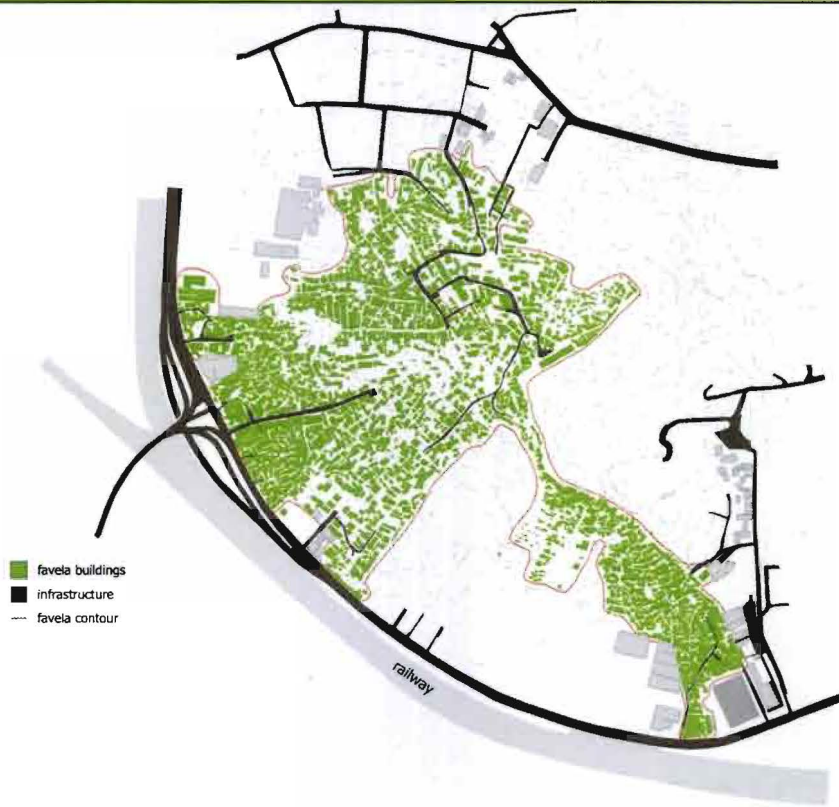 favela buildings
infrastructure
favela contour
railway